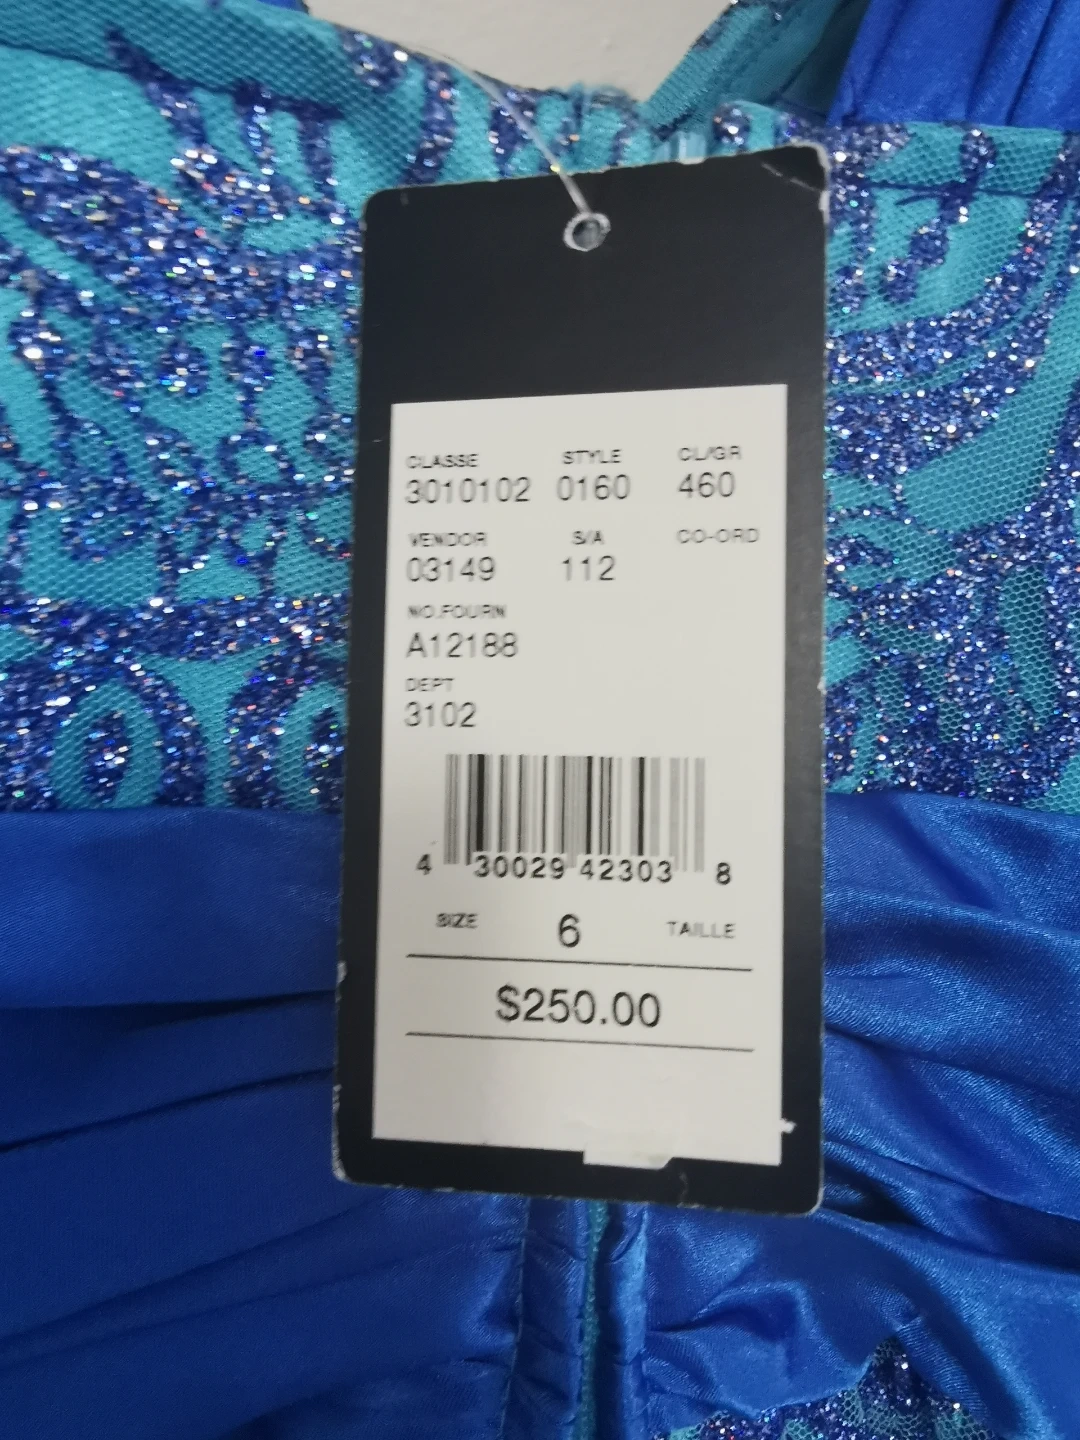 CLASSE STYLE CL/GR
3010102 0160 460
VENDOR S/A CO-ORD
03149 112
NO.FOURN
A12188
DEPT
3102
4 30029 42303 8
SIZE 6 TAILLE
$250.00